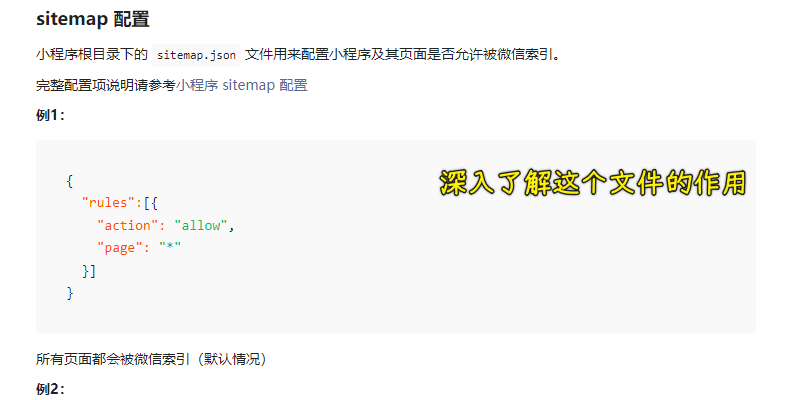 sitemap 配置
小程序根目录下的 sitemap.json 文件用来配置小程序及其页面是否允许被微信索引。
完整配置项说明请参考小程序 sitemap 配置
例1：
{
深入了解这个文件的作用
"rules":[{
"action": "allow",
"page": "*"
}]
}
所有页面都会被微信索引（默认情况）
例2：